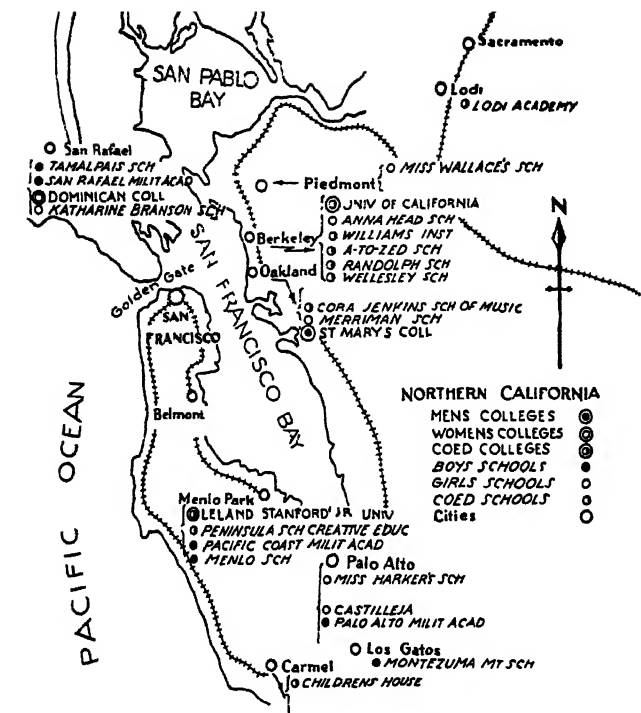 Sacramento
SAN PABLO
BAY
Lodi
LODI ACADEMY
San Rafael
TAMALPAIS SCH
SAN RAFAEL MILIT ACAD
DOMINICAN COLL
KATHARINE BRANSON SCH
MISS WALLACE'S SCH
Piedmont
UNIV OF CALIFORNIA
ANNA HEAD SCH
WILLIAMS INST
A-TO-ZED SCH
RANDOLPH SCH
WELLESLEY SCH
Berkeley
Oakland
N
Golden Gate
SAN FRANCISCO BAY
CORA JENKINS SCH OF MUSIC
MERRIMAN SCH
ST MARYS COLL
SAN
FRANCISCO
Belmont
PACIFIC OCEAN
NORTHERN CALIFORNIA
MENS COLLEGES
WOMENS COLLEGES
COED COLLEGES
BOYS SCHOOLS
GIRLS SCHOOLS
COED SCHOOLS
Cities
Menlo Park
LELAND STANFORD JR UNIV
PENINSULA SCH CREATIVE EDUC
PACIFIC COAST MILIT ACAD
MENLO SCH
Palo Alto
MISS HARKER'S SCH
CASTILLEJA
PALO ALTO MILIT ACAD
Los Gatos
MONTEZUMA MT SCH
Carmel
CHILDRENS HOUSE